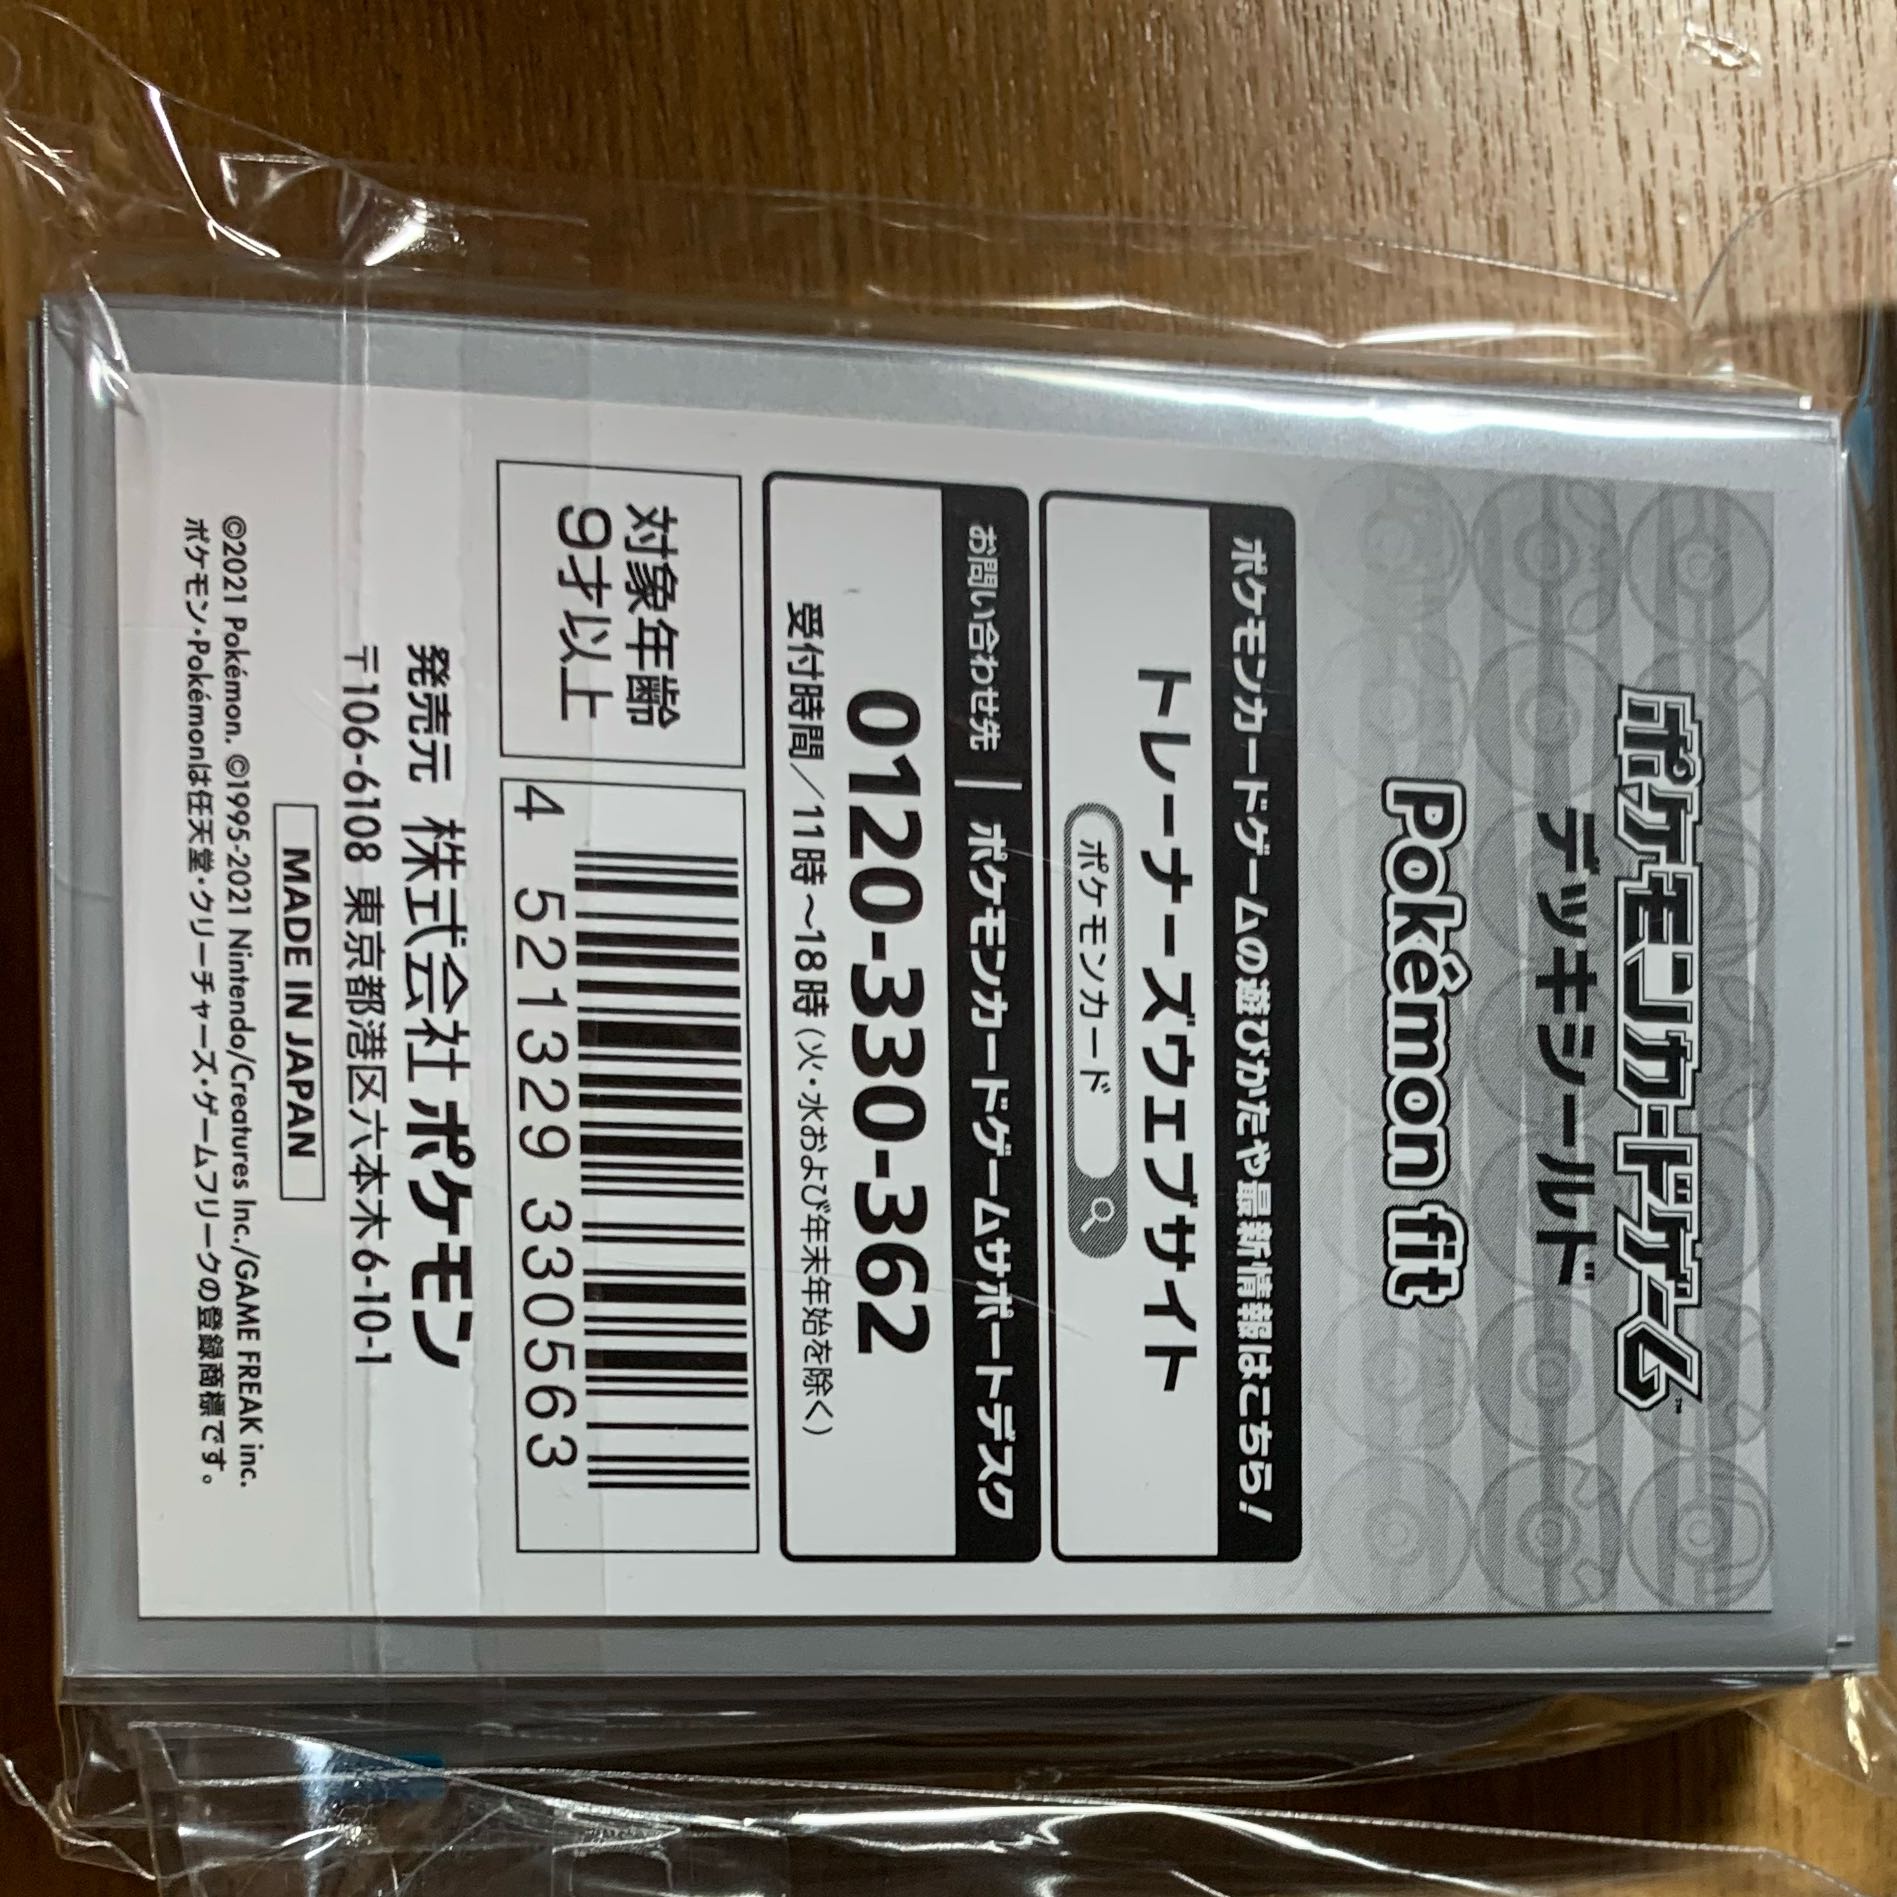 ポケモンカードゲーム™
デッキシールド
Pokémon fit
ポケモンカードゲームの遊びかたや最新情報はこちら!
トレーナーズウェブサイト
ポケモンカード
お問い合わせ先 | ポケモンカードゲームサポートデスク
0120-330-362
受付時間/11時～18時(火・水および年末年始を除く)
対象年齢
9才以上
4 521329 330563
発売元 株式会社ポケモン
〒106-6108 東京都港区六本木6-10-1
MADE IN JAPAN
©2021 Pokémon. ©1995-2021 Nintendo/Creatures Inc./GAME FREAK inc.
ポケモン・Pokémonは任天堂・クリーチャーズ・ゲームフリークの登録商標です。